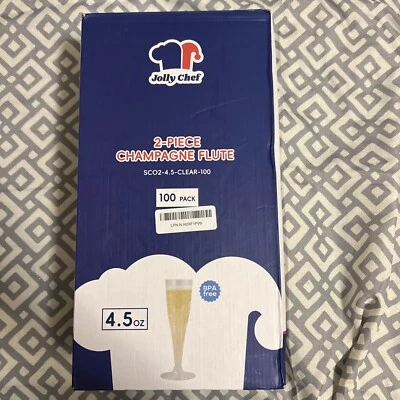 Jolly Chef
2-PIECE
CHAMPAGNE FLUTE
SCO2-4.5-CLEAR-100
100 PACK
4.5oz
BPA
free